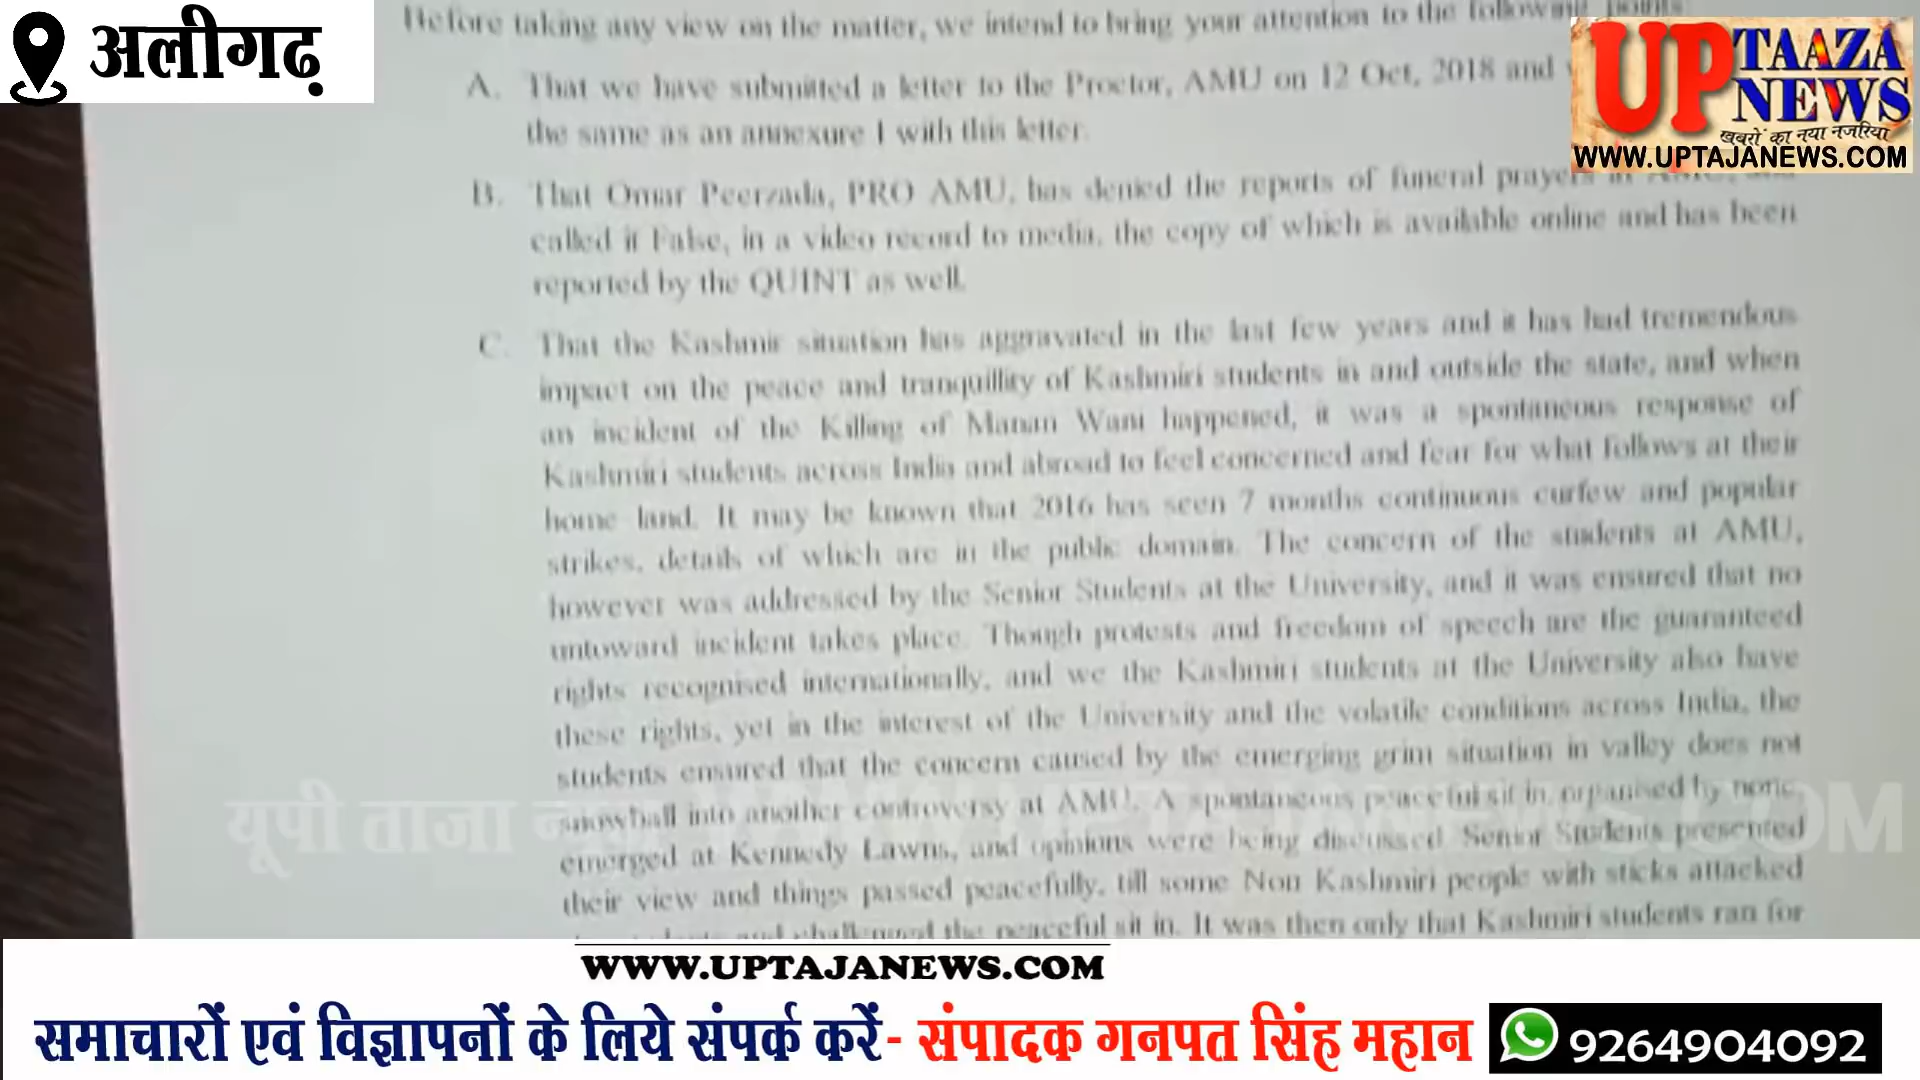 अलीगढ़
Before taking any view on the matter, we intend to bring your attention to the following points
A. That we have submitted a letter to the Proctor, AMU on 12 Oct, 2018 and
the same as an annexure I with this letter.
B. That Omar Peerzada, PRO AMU, has denied the reports of funeral prayers in AMU, and
called it False, in a video record to media, the copy of which is available online and has been
reported by the QUINT as well.
C. That the Kashmir situation has aggravated in the last few years and it has had tremendous
impact on the peace and tranquillity of Kashmiri students in and outside the state, and when
an incident of the Killing of Manan Wani happened, it was a spontaneous response of
Kashmiri students across India and abroad to feel concerned and fear for what follows at their
home land. It may be known that 2016 has seen 7 months continuous curfew and popular
strikes, details of which are in the public domain. The concern of the students at AMU,
however was addressed by the Senior Students at the University, and it was ensured that no
untoward incident takes place. Though protests and freedom of speech are the guaranteed
rights recognised internationally, and we the Kashmiri students at the University also have
these rights, yet in the interest of the University and the volatile conditions across India, the
students ensured that the concern caused by the emerging grim situation in valley does not
snowball into another controversy at AMU. A spontaneous peaceful sit in, organised by none,
emerged at Kennedy Lawns, and opinions were being discussed. Senior Students presented
their view and things passed peacefully, till some Non Kashmiri people with sticks attacked
and challenged the peaceful sit in. It was then only that Kashmiri students ran for
UP TAAZA NEWS
खबरों का नया नजरिया
WWW.UPTAJANEWS.COM
यूपी ताजा न्यूज WWW.UPTAJANEWS.COM
WWW.UPTAJANEWS.COM
समाचारों एवं विज्ञापनों के लिये संपर्क करें- संपादक गनपत सिंह महान 9264904092